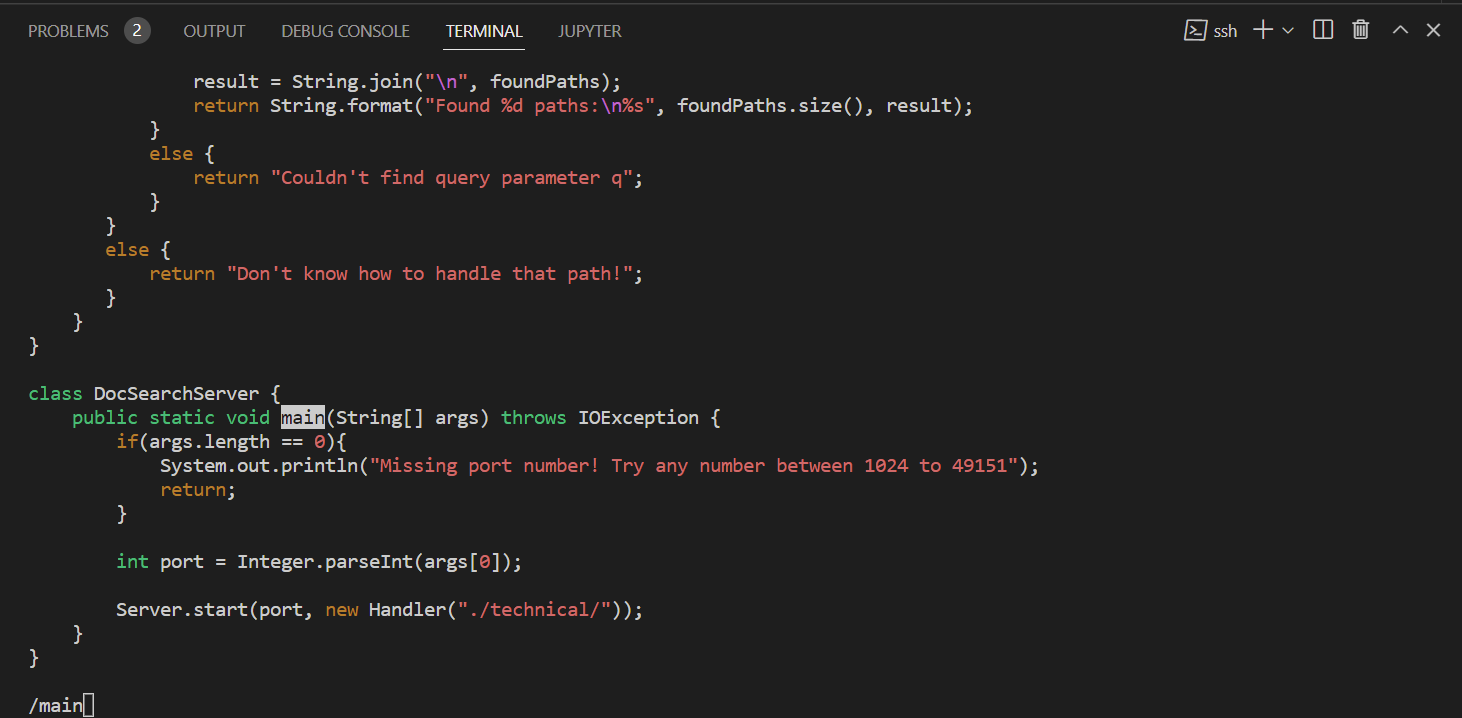 PROBLEMS 2 OUTPUT DEBUG CONSOLE TERMINAL JUPYTER ssh
                result = String.join("\n", foundPaths);
                return String.format("Found %d paths:\n%s", foundPaths.size(), result);
            }
            else {
                return "Couldn't find query parameter q";
            }
        }
        else {
            return "Don't know how to handle that path!";
        }
    }
}

class DocSearchServer {
    public static void main(String[] args) throws IOException {
        if(args.length == 0){
            System.out.println("Missing port number! Try any number between 1024 to 49151");
            return;
        }

        int port = Integer.parseInt(args[0]);

        Server.start(port, new Handler("./technical/"));
    }
}

/main